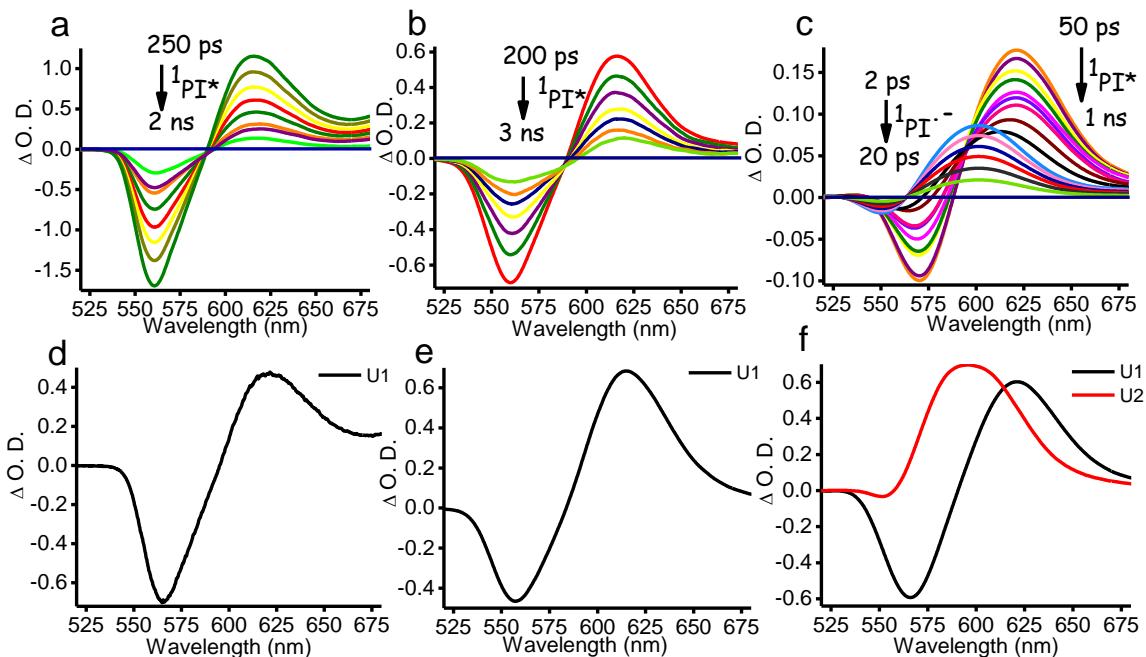 a
250 ps
¹PI*
2 ns
Δ O. D.
1.0
0.5
0.0
-0.5
-1.0
-1.5
525 550 575 600 625 650 675
Wavelength (nm)
b
200 ps
¹PI*
3 ns
Δ O. D.
0.6
0.4
0.2
0.0
-0.2
-0.4
-0.6
525 550 575 600 625 650 675
Wavelength (nm)
c
50 ps
¹PI*
1 ns
2 ps
¹PI·-
20 ps
Δ O. D.
0.15
0.10
0.05
0.00
-0.05
-0.10
525 550 575 600 625 650 675
Wavelength (nm)
d
U1
Δ O. D.
0.4
0.2
0.0
-0.2
-0.4
-0.6
525 550 575 600 625 650 675
Wavelength (nm)
e
U1
Δ O. D.
0.6
0.4
0.2
0.0
-0.2
-0.4
525 550 575 600 625 650 675
Wavelength (nm)
f
U1
U2
Δ O. D.
0.6
0.4
0.2
0.0
-0.2
-0.4
-0.6
525 550 575 600 625 650 675
Wavelength (nm)